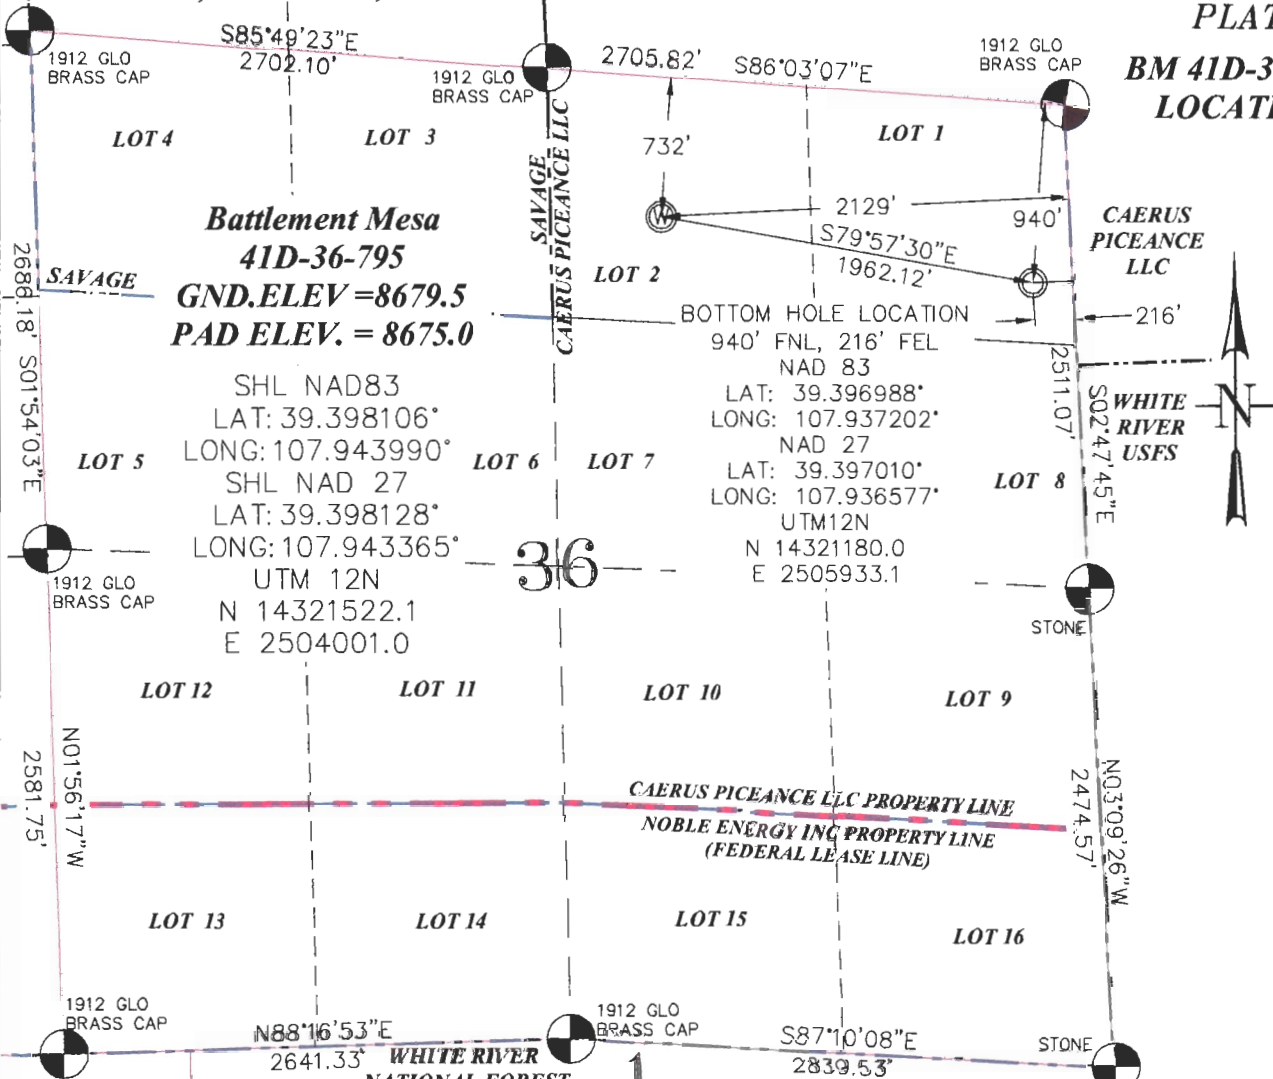 PLAT
BM 41D-3
LOCATI
S85°49'23"E
2702.10'
2705.82'
S86°03'07"E
1912 GLO
BRASS CAP
1912 GLO
BRASS CAP
1912 GLO
BRASS CAP
LOT 4
LOT 3
LOT 1
732'
SAVAGE
CAERUS PICEANCE LLC
Battlement Mesa
41D-36-795
GND.ELEV =8679.5
PAD ELEV. = 8675.0
W
2129'
940'
S79°57'30"E
1962.12'
CAERUS
PICEANCE
LLC
SAVAGE
LOT 2
2686.18' S01°54'03"E
BOTTOM HOLE LOCATION
940' FNL, 216' FEL
NAD 83
LAT: 39.396988°
LONG: 107.937202°
NAD 27
LAT: 39.397010°
LONG: 107.936577°
UTM12N
N 14321180.0
E 2505933.1
216'
2511.07'
S02°47'45"E
WHITE
RIVER
USFS
N
SHL NAD83
LAT: 39.398106°
LONG: 107.943990°
SHL NAD 27
LAT: 39.398128°
LONG: 107.943365°
UTM 12N
N 14321522.1
E 2504001.0
LOT 5
LOT 6
LOT 7
LOT 8
36
1912 GLO
BRASS CAP
STONE
LOT 12
LOT 11
LOT 10
LOT 9
N01°56'17"W
2581.75'
CAERUS PICEANCE LLC PROPERTY LINE
NOBLE ENERGY INC PROPERTY LINE
(FEDERAL LEASE LINE)
2474.57'
N03°09'26"W
LOT 13
LOT 14
LOT 15
LOT 16
1912 GLO
BRASS CAP
1912 GLO
BRASS CAP
STONE
N88°16'53"E
2641.33'
S87°10'08"E
2839.53'
WHITE RIVER
NATIONAL FOREST
1